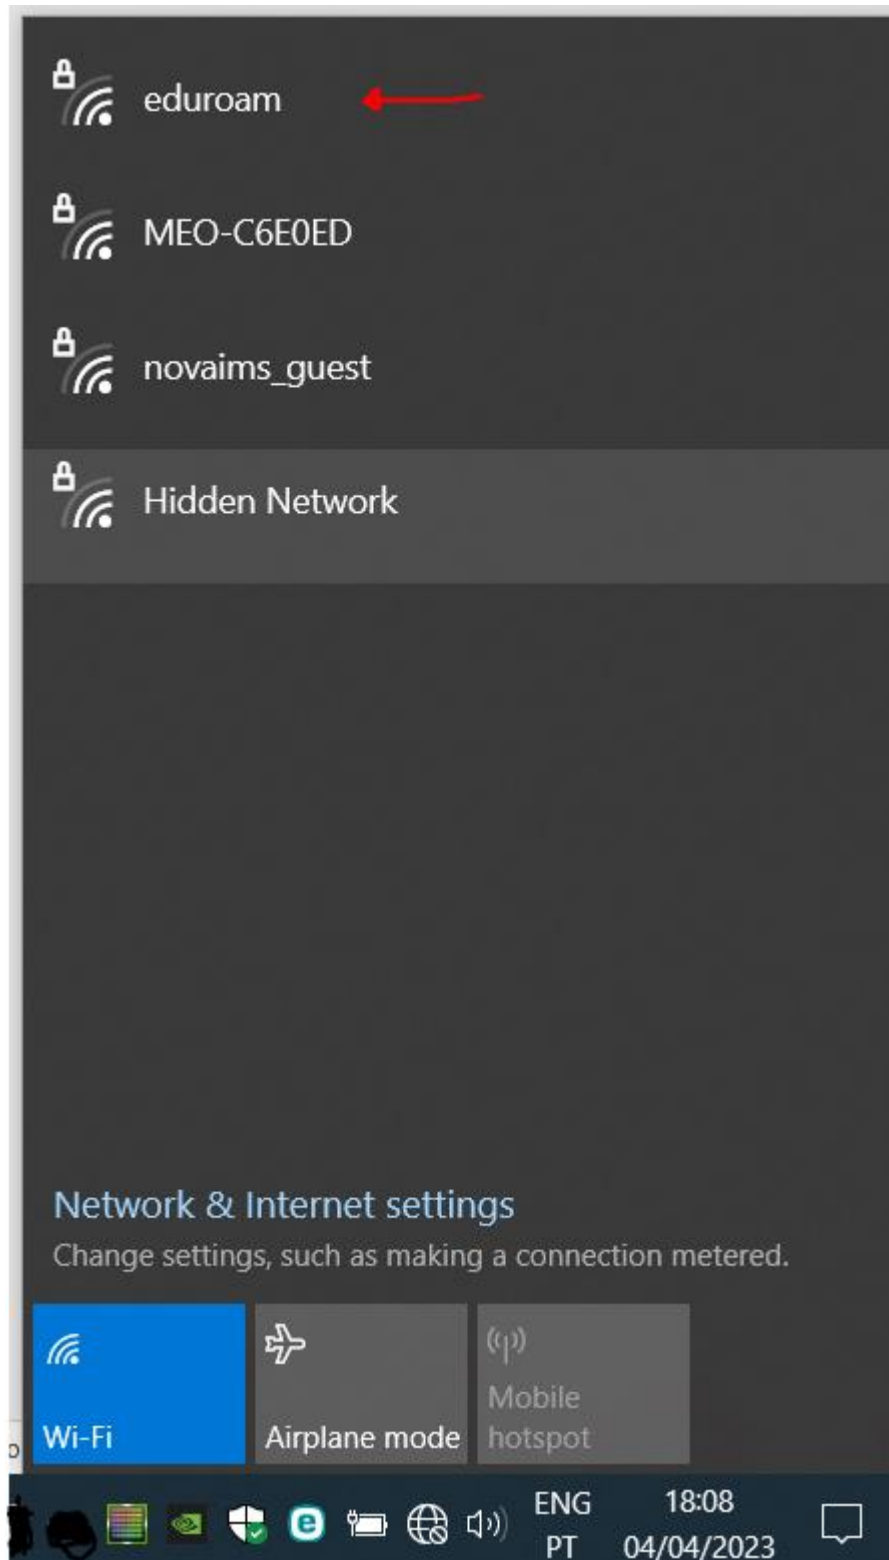 eduroam
MEO-C6E0ED
novaims_guest
Hidden Network
Network & Internet settings
Change settings, such as making a connection metered.
Wi-Fi
Airplane mode
Mobile
hotspot
ENG
PT
18:08
04/04/2023